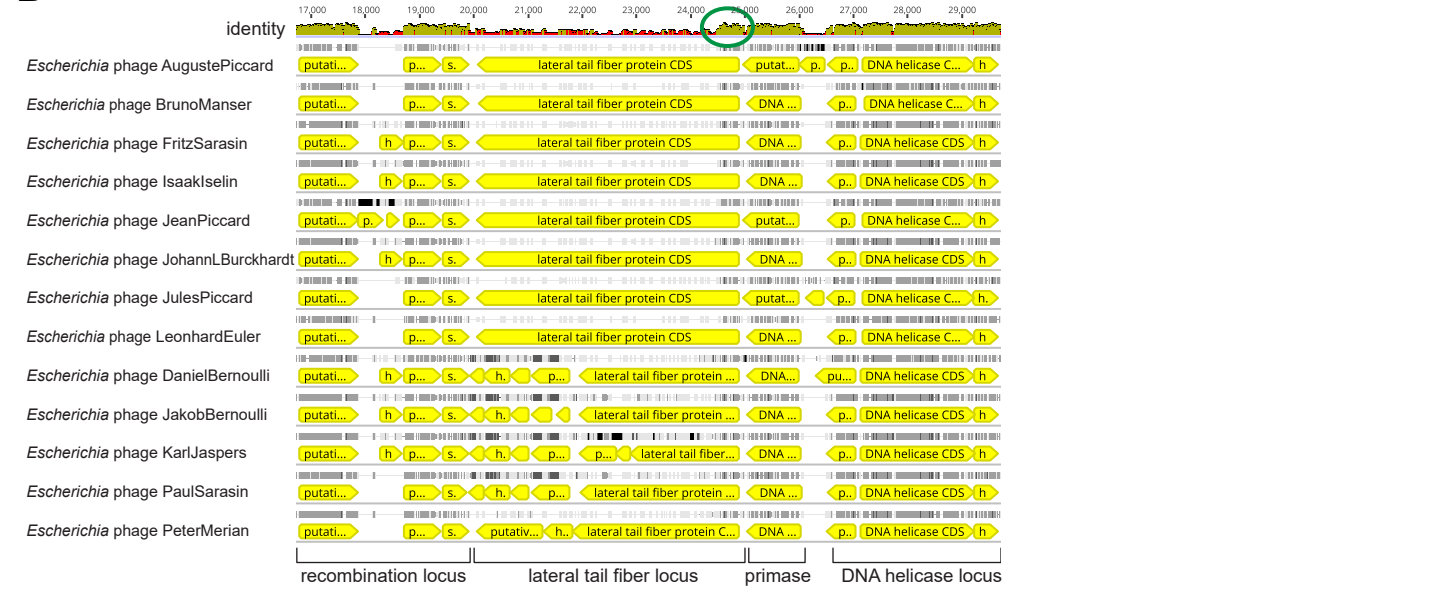 17,000 18,000 19,000 20,000 21,000 22,000 23,000 24,000 25,000 26,000 27,000 28,000 29,000
identity
Escherichia phage AugustePiccard putati... p... s. lateral tail fiber protein CDS putat... p. p.. DNA helicase C... h
Escherichia phage BrunoManser putati... p... s. lateral tail fiber protein CDS DNA ... p.. DNA helicase C... h
Escherichia phage FritzSarasin putati... h p... s. lateral tail fiber protein CDS DNA ... p.. DNA helicase CDS h
Escherichia phage IsaakIselin putati... h p... s. lateral tail fiber protein CDS DNA ... p.. DNA helicase CDS h
Escherichia phage JeanPiccard putati... p. p... s. lateral tail fiber protein CDS putat... p. DNA helicase C... h
Escherichia phage JohannLBurckhardt putati... h p... s. lateral tail fiber protein CDS DNA ... p.. DNA helicase CDS h
Escherichia phage JulesPiccard putati... p... s. lateral tail fiber protein CDS putat... p.. DNA helicase C... h.
Escherichia phage LeonhardEuler putati... p... s. lateral tail fiber protein CDS DNA ... p.. DNA helicase C... h
Escherichia phage DanielBernoulli putati... h p... s. h. p... lateral tail fiber protein ... DNA... pu... DNA helicase CDS h
Escherichia phage JakobBernoulli putati... h p... s. h. lateral tail fiber protein ... DNA ... p.. DNA helicase CDS h
Escherichia phage KarlJaspers putati... h p... s. h. p... p... lateral tail fiber... DNA ... p.. DNA helicase CDS h
Escherichia phage PaulSarasin putati... p... s. h. p... lateral tail fiber protein ... DNA ... p.. DNA helicase CDS h
Escherichia phage PeterMerian putati... p... s. putativ... h.. lateral tail fiber protein C... DNA ... p.. DNA helicase CDS h
recombination locus lateral tail fiber locus primase DNA helicase locus